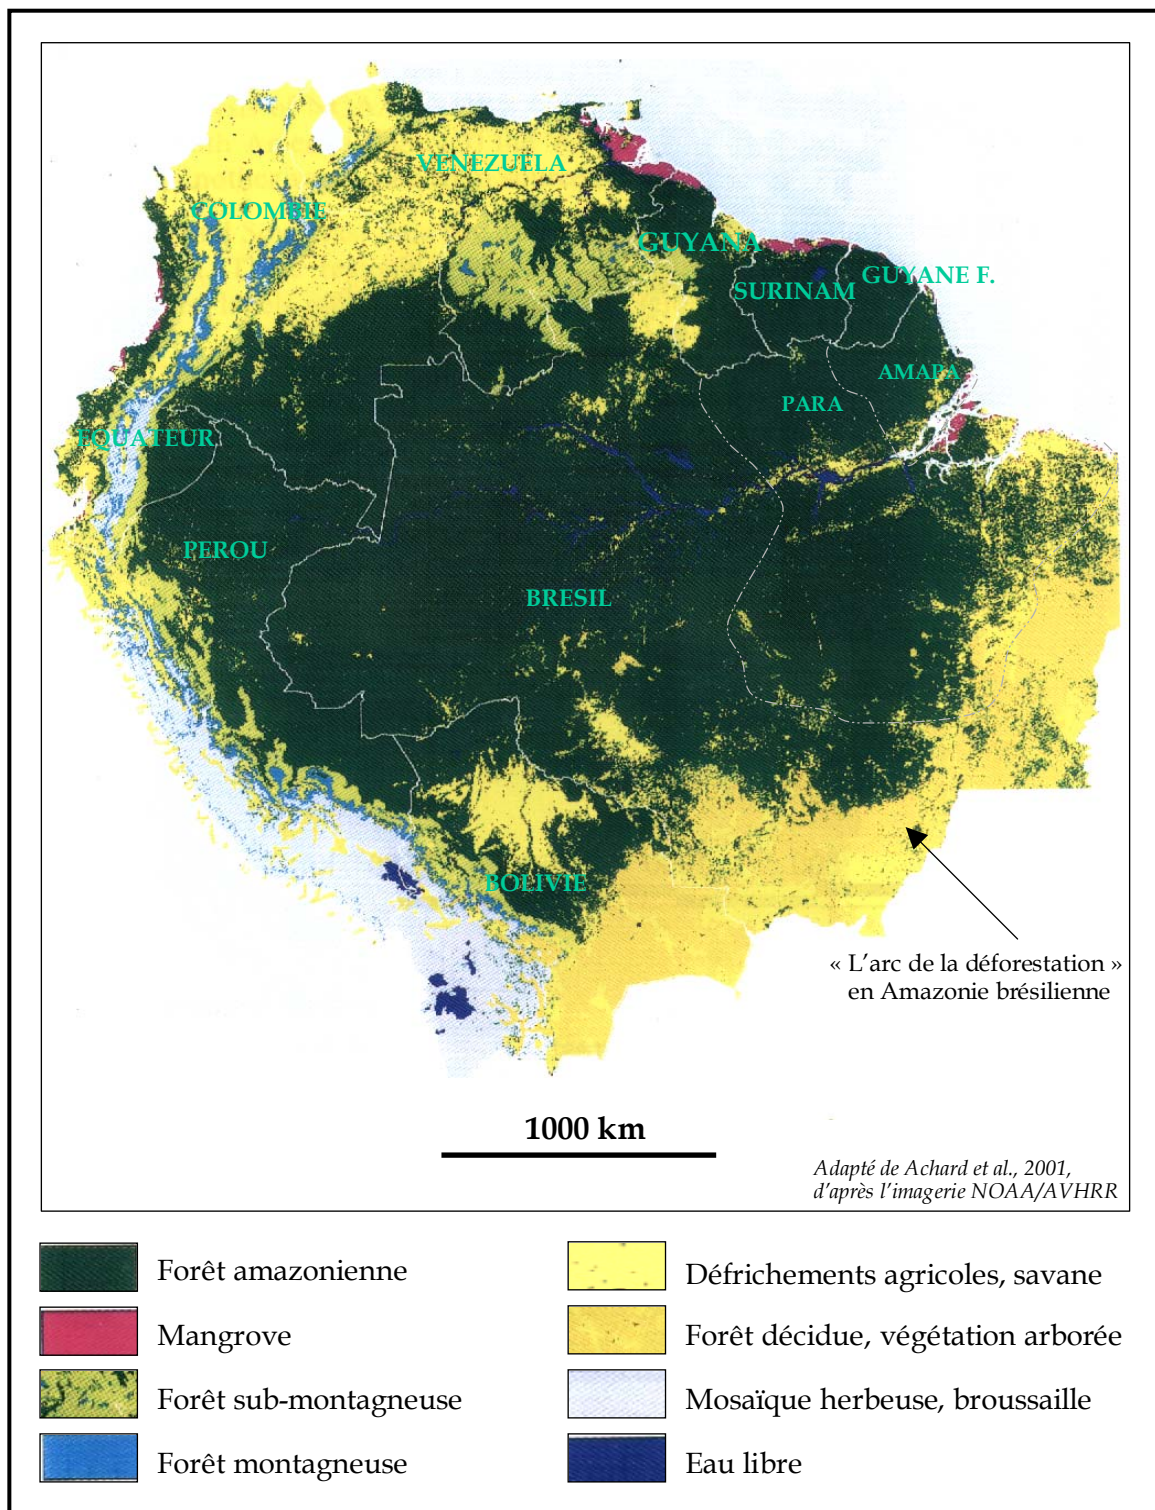 VENEZUELA
COLOMBIE
GUYANA
GUYANE F.
SURINAM
AMAPA
PARA
EQUATEUR
PEROU
BRESIL
BOLIVIE
« L'arc de la déforestation »
en Amazonie brésilienne
1000 km
Adapté de Achard et al., 2001,
d'après l'imagerie NOAA/AVHRR
Forêt amazonienne
Défrichements agricoles, savane
Mangrove
Forêt décidue, végétation arborée
Forêt sub-montagneuse
Mosaïque herbeuse, broussaille
Forêt montagneuse
Eau libre